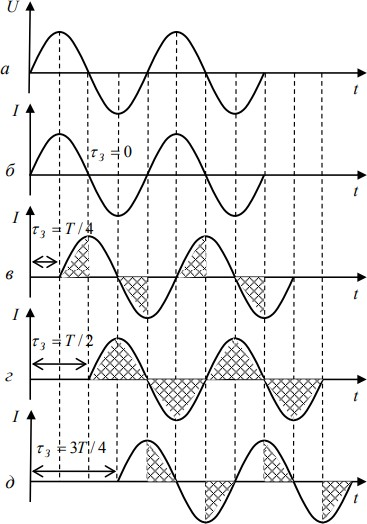 U
а
t
I
τ₃ = 0
б
t
I
τ₃ = T / 4
в
t
I
τ₃ = T / 2
г
t
I
τ₃ = 3T / 4
д
t